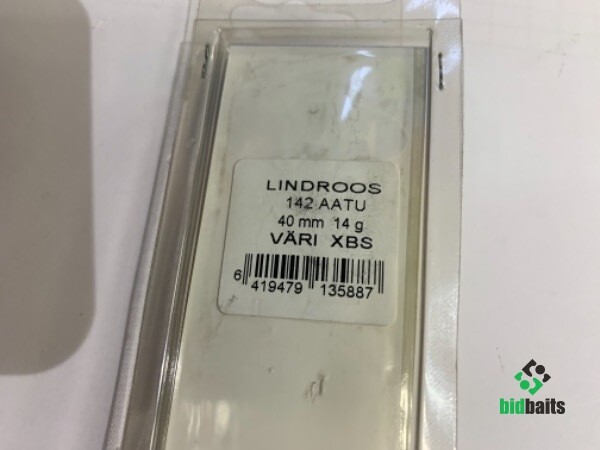 LINDROOS
142 AATU
40 mm 14 g
VÄRI XBS
6 419479 135887
bidbaits